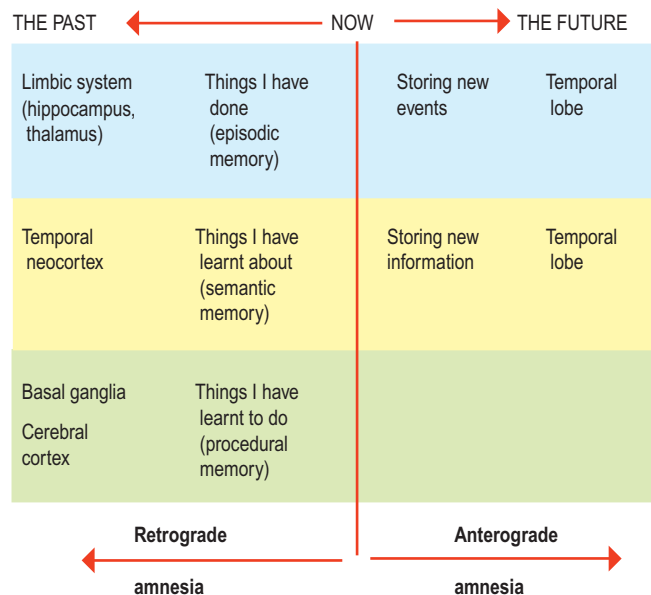 THE PAST NOW THE FUTURE
Limbic system
(hippocampus,
thalamus)
Things I have
done
(episodic
memory)
Storing new
events
Temporal
lobe
Temporal
neocortex
Things I have
learnt about
(semantic
memory)
Storing new
information
Temporal
lobe
Basal ganglia
Cerebral
cortex
Things I have
learnt to do
(procedural
memory)
Retrograde
amnesia
Anterograde
amnesia